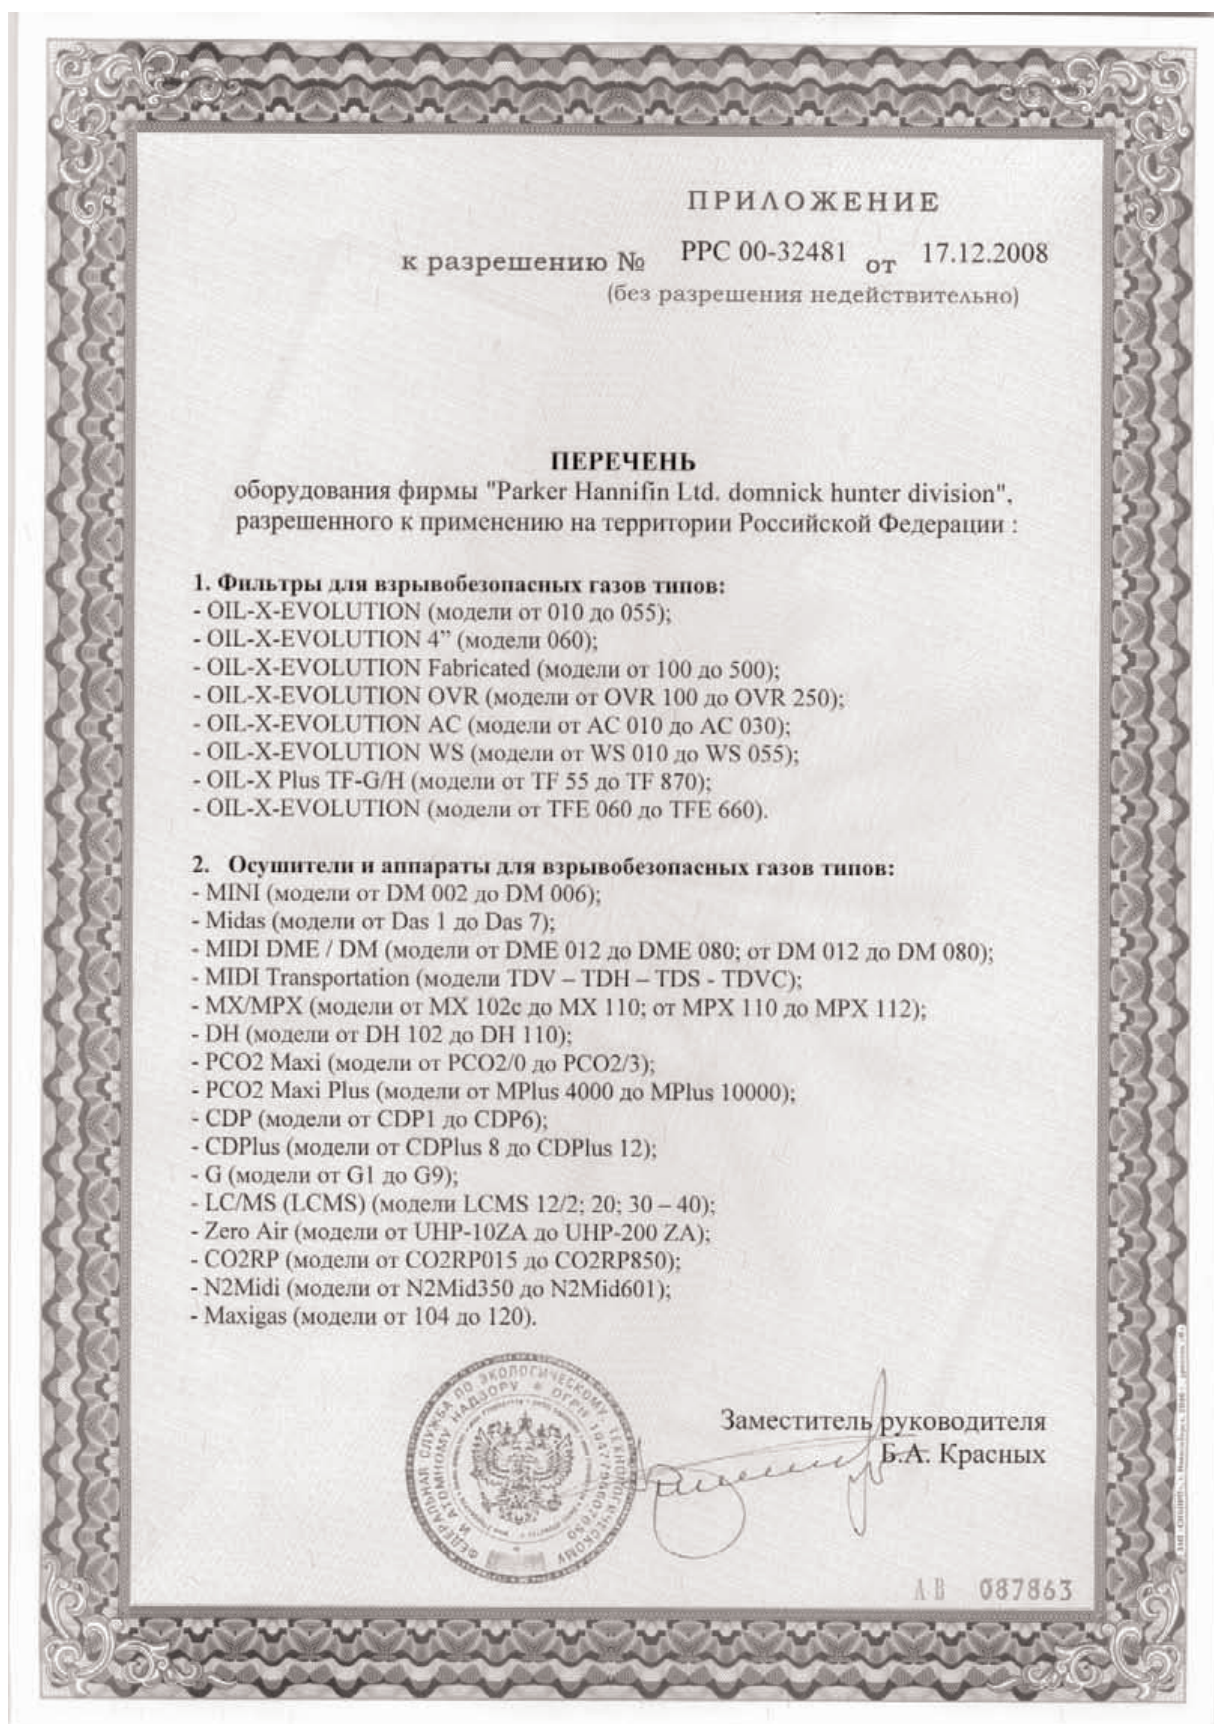 ПРИЛОЖЕНИЕ
к разрешению № РРС 00-32481 от 17.12.2008
(без разрешения недействительно)
ПЕРЕЧЕНЬ
оборудования фирмы "Parker Hannifin Ltd. domnick hunter division",
разрешенного к применению на территории Российской Федерации :
1. Фильтры для взрывобезопасных газов типов:
- OIL-X-EVOLUTION (модели от 010 до 055);
- OIL-X-EVOLUTION 4” (модели 060);
- OIL-X-EVOLUTION Fabricated (модели от 100 до 500);
- OIL-X-EVOLUTION OVR (модели от OVR 100 до OVR 250);
- OIL-X-EVOLUTION AC (модели от AC 010 до AC 030);
- OIL-X-EVOLUTION WS (модели от WS 010 до WS 055);
- OIL-X Plus TF-G/H (модели от TF 55 до TF 870);
- OIL-X-EVOLUTION (модели от TFE 060 до TFE 660).
2. Осушители и аппараты для взрывобезопасных газов типов:
- MINI (модели от DM 002 до DM 006);
- Midas (модели от Das 1 до Das 7);
- MIDI DME / DM (модели от DME 012 до DME 080; от DM 012 до DM 080);
- MIDI Transportation (модели TDV – TDH – TDS - TDVC);
- MX/MPX (модели от MX 102c до MX 110; от MPX 110 до MPX 112);
- DH (модели от DH 102 до DH 110);
- PCO2 Maxi (модели от PCO2/0 до PCO2/3);
- PCO2 Maxi Plus (модели от MPlus 4000 до MPlus 10000);
- CDP (модели от CDP1 до CDP6);
- CDPlus (модели от CDPlus 8 до CDPlus 12);
- G (модели от G1 до G9);
- LC/MS (LCMS) (модели LCMS 12/2; 20; 30 – 40);
- Zero Air (модели от UHP-10ZA до UHP-200 ZA);
- CO2RP (модели от CO2RP015 до CO2RP850);
- N2Midi (модели от N2Mid350 до N2Mid601);
- Maxigas (модели от 104 до 120).
ФЕДЕРАЛЬНАЯ СЛУЖБА ПО ЭКОЛОГИЧЕСКОМУ, ТЕХНОЛОГИЧЕСКОМУ
И АТОМНОМУ НАДЗОРУ * ОГРН 1047796607650
Заместитель руководителя
Б.А. Красных
АВ 087863